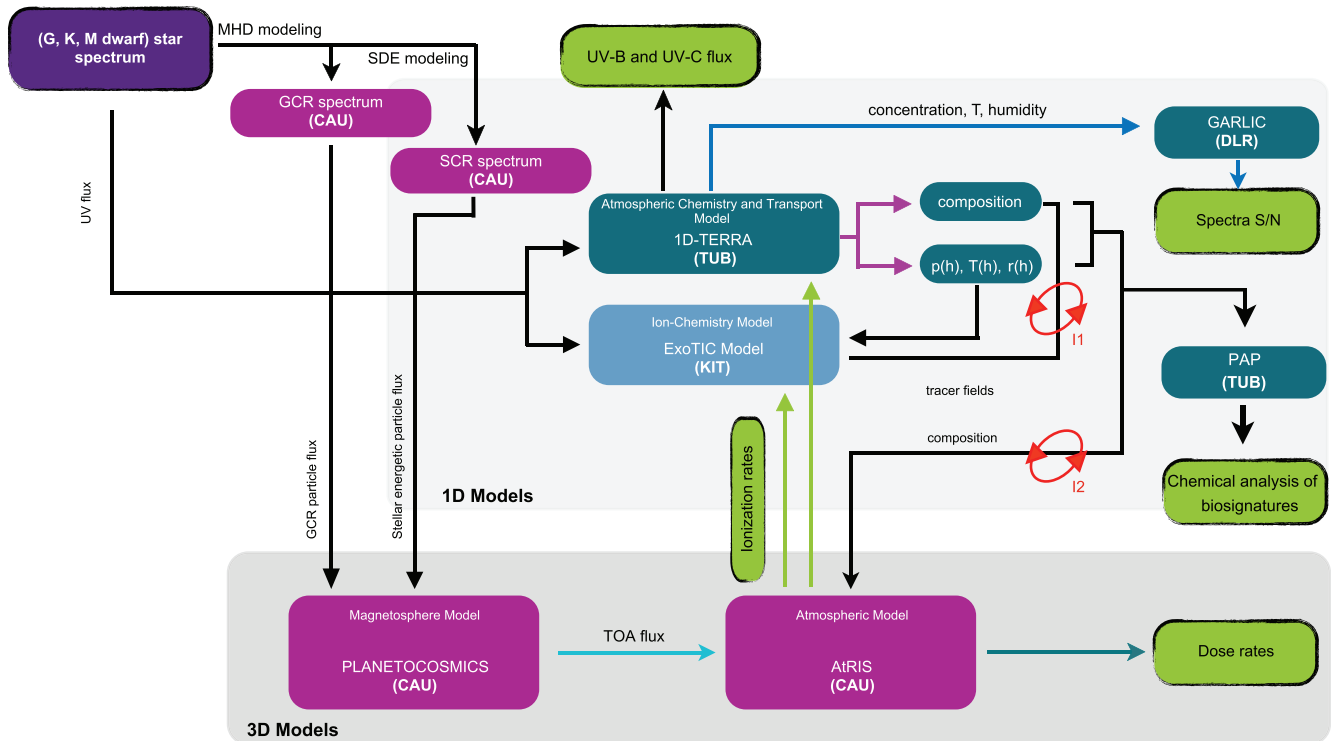 (G, K, M dwarf) star
spectrum
MHD modeling
SDE modeling
GCR spectrum
(CAU)
SCR spectrum
(CAU)
UV-B and UV-C flux
concentration, T, humidity
GARLIC
(DLR)
Spectra S/N
UV flux
Atmospheric Chemistry and Transport
Model
1D-TERRA
(TUB)
composition
p(h), T(h), r(h)
Ion-Chemistry Model
ExoTIC Model
(KIT)
I1
PAP
(TUB)
tracer fields
composition
I2
Chemical analysis of
biosignatures
GCR particle flux
Stellar energetic particle flux
Ionization rates
1D Models
Magnetosphere Model
PLANETOCOSMICS
(CAU)
TOA flux
Atmospheric Model
AtRIS
(CAU)
Dose rates
3D Models